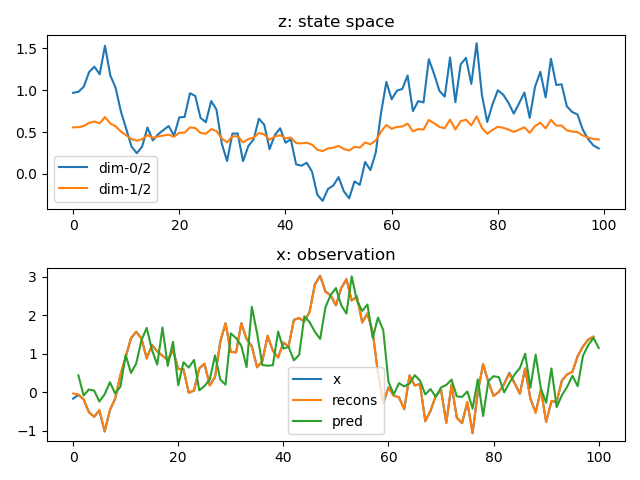 z: state space
1.5
1.0
0.5
0.0
dim-0/2
dim-1/2
0 20 40 60 80 100
x: observation
3
2
1
0
−1
x
recons
pred
0 20 40 60 80 100